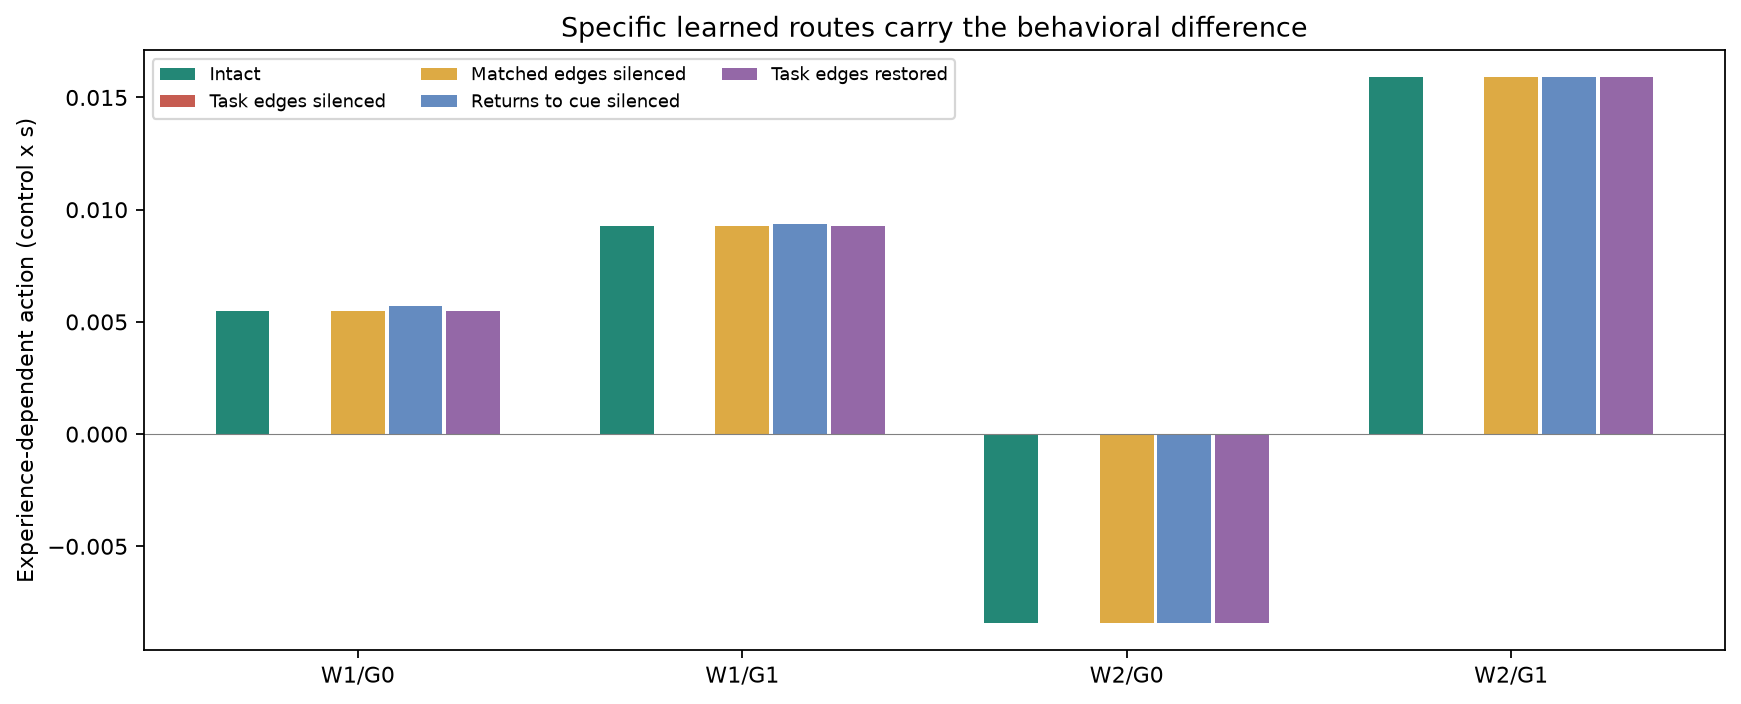 Specific learned routes carry the behavioral difference
Intact
Task edges silenced
Matched edges silenced
Returns to cue silenced
Task edges restored
Experience-dependent action (control x s)
0.015
0.010
0.005
0.000
−0.005
W1/G0
W1/G1
W2/G0
W2/G1